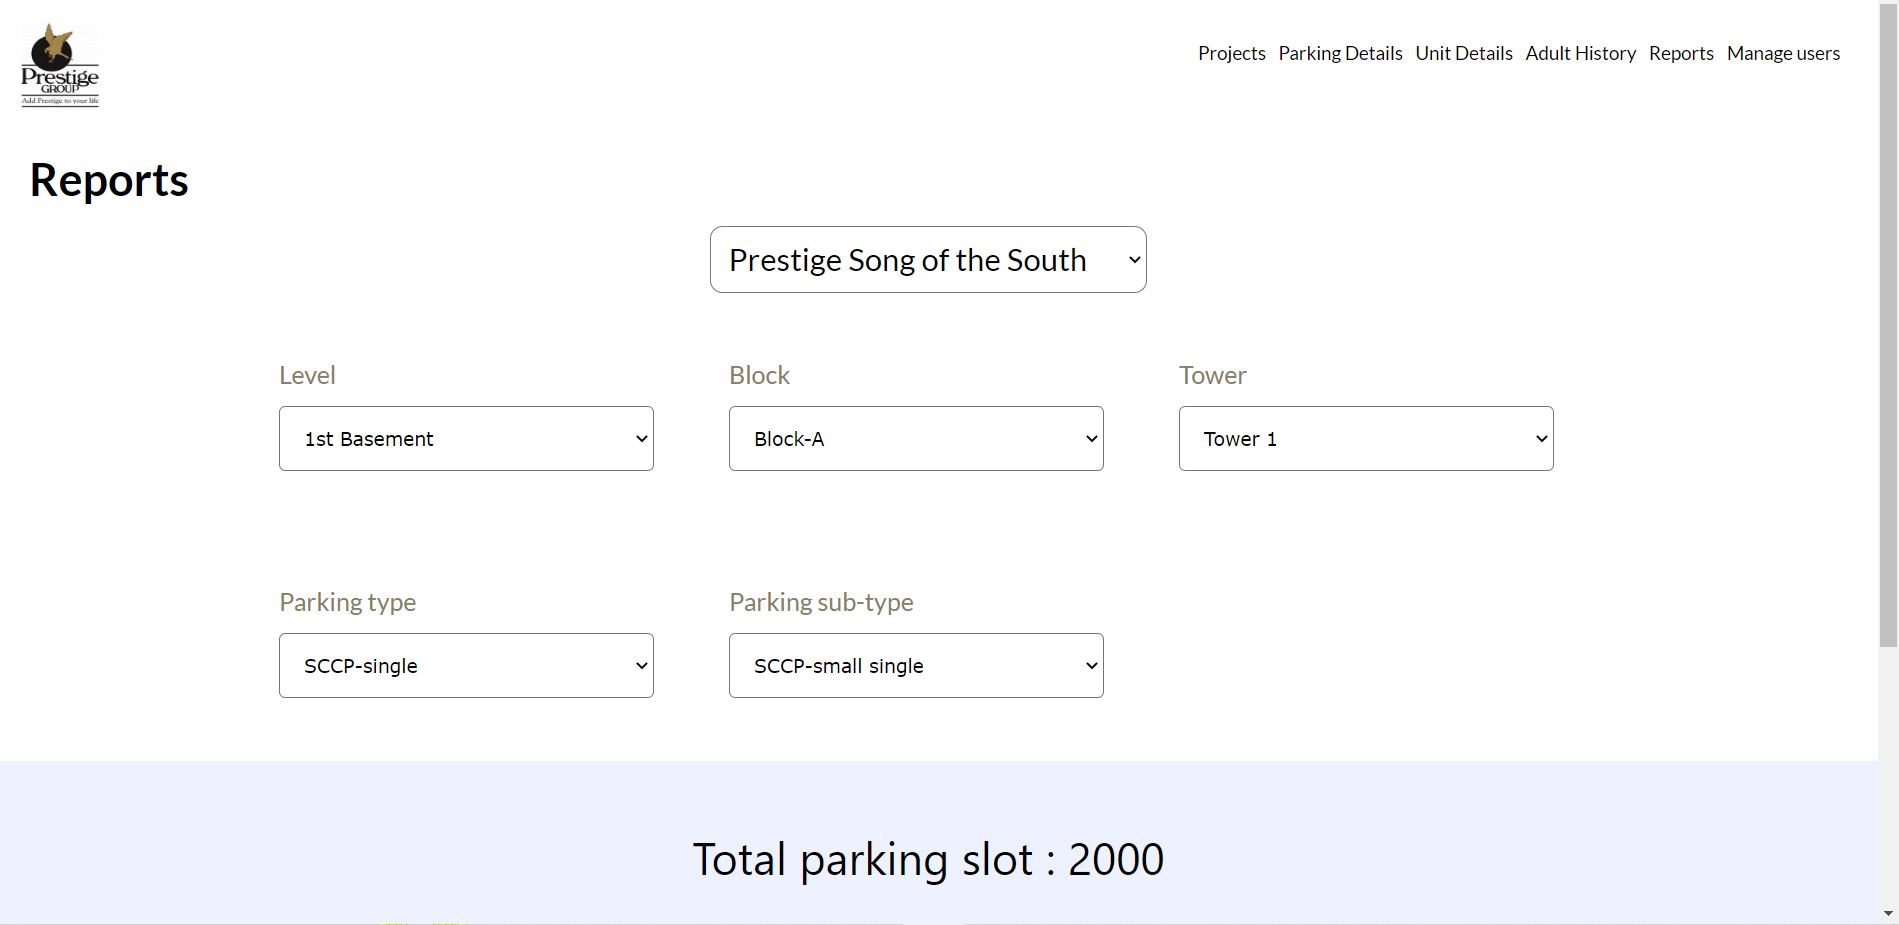 Prestige
GROUP
Add Prestige to your life
Projects Parking Details Unit Details Adult History Reports Manage users
Reports
Prestige Song of the South
Level Block Tower
1st Basement Block-A Tower 1
Parking type Parking sub-type
SCCP-single SCCP-small single
Total parking slot : 2000